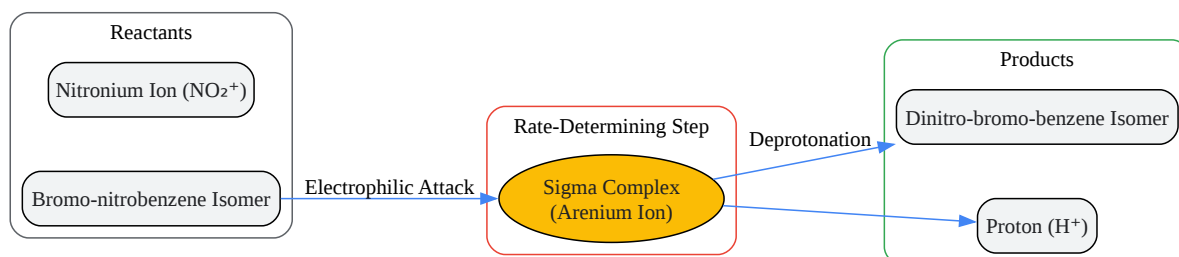 Reactants
Nitronium Ion (NO₂⁺)
Bromo-nitrobenzene Isomer
Electrophilic Attack
Rate-Determining Step
Sigma Complex
(Arenium Ion)
Deprotonation
Products
Dinitro-bromo-benzene Isomer
Proton (H⁺)